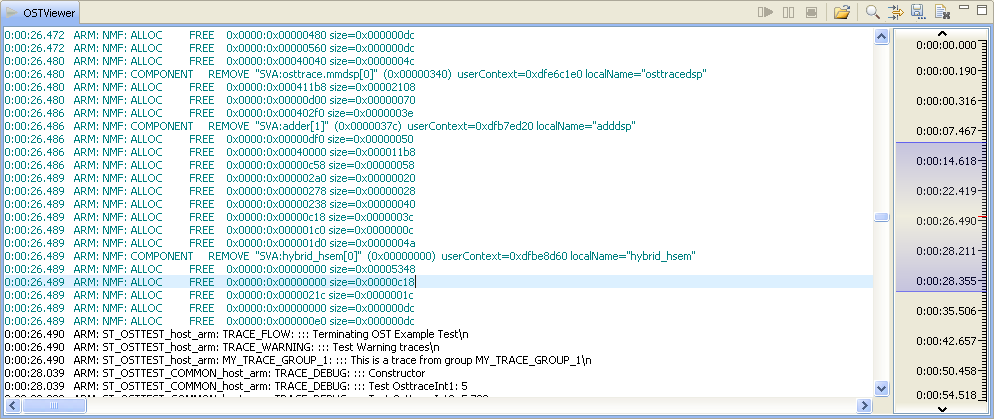 OSTViewer
0:00:26.472 ARM: NMF: ALLOC FREE 0x0000:0x00000480 size=0x000000dc
0:00:26.472 ARM: NMF: ALLOC FREE 0x0000:0x00000560 size=0x000000dc
0:00:26.480 ARM: NMF: ALLOC FREE 0x0000:0x00040040 size=0x0000004c
0:00:26.480 ARM: NMF: COMPONENT REMOVE "SVA:osttrace.mmdsp[0]" (0x00000340) userContext=0xdfe6c1e0 localName="osttracedsp"
0:00:26.480 ARM: NMF: ALLOC FREE 0x0000:0x000411b8 size=0x00002108
0:00:26.480 ARM: NMF: ALLOC FREE 0x0000:0x00000d00 size=0x00000070
0:00:26.486 ARM: NMF: ALLOC FREE 0x0000:0x000402f0 size=0x0000003e
0:00:26.486 ARM: NMF: COMPONENT REMOVE "SVA:adder[1]" (0x0000037c) userContext=0xdfb7ed20 localName="adddsp"
0:00:26.486 ARM: NMF: ALLOC FREE 0x0000:0x00000df0 size=0x00000050
0:00:26.486 ARM: NMF: ALLOC FREE 0x0000:0x00040000 size=0x000011b8
0:00:26.486 ARM: NMF: ALLOC FREE 0x0000:0x00000c58 size=0x00000058
0:00:26.489 ARM: NMF: ALLOC FREE 0x0000:0x000002a0 size=0x00000020
0:00:26.489 ARM: NMF: ALLOC FREE 0x0000:0x00000278 size=0x00000028
0:00:26.489 ARM: NMF: ALLOC FREE 0x0000:0x00000238 size=0x00000040
0:00:26.489 ARM: NMF: ALLOC FREE 0x0000:0x00000c18 size=0x0000003c
0:00:26.489 ARM: NMF: ALLOC FREE 0x0000:0x000001c0 size=0x0000000c
0:00:26.489 ARM: NMF: ALLOC FREE 0x0000:0x000001d0 size=0x0000004a
0:00:26.489 ARM: NMF: COMPONENT REMOVE "SVA:hybrid_hsem[0]" (0x00000000) userContext=0xdfbe8d60 localName="hybrid_hsem"
0:00:26.489 ARM: NMF: ALLOC FREE 0x0000:0x00000000 size=0x00005348
0:00:26.489 ARM: NMF: ALLOC FREE 0x0000:0x00000000 size=0x00000c18
0:00:26.489 ARM: NMF: ALLOC FREE 0x0000:0x0000021c size=0x0000001c
0:00:26.489 ARM: NMF: ALLOC FREE 0x0000:0x00000000 size=0x000000dc
0:00:26.489 ARM: NMF: ALLOC FREE 0x0000:0x000000e0 size=0x000000dc
0:00:26.490 ARM: ST_OSTTEST_host_arm: TRACE_FLOW: ::: Terminating OST Example Test\n
0:00:26.490 ARM: ST_OSTTEST_host_arm: TRACE_WARNING: ::: Test Warning traces\n
0:00:26.490 ARM: ST_OSTTEST_host_arm: MY_TRACE_GROUP_1: ::: This is a trace from group MY_TRACE_GROUP_1\n
0:00:28.039 ARM: ST_OSTTEST_COMMON_host_arm: TRACE_DEBUG: ::: Constructor
0:00:28.039 ARM: ST_OSTTEST_COMMON_host_arm: TRACE_DEBUG: ::: Test OsttraceInt1: 5
0:00:00.000
0:00:00.190
0:00:00.316
0:00:07.467
0:00:14.618
0:00:22.419
0:00:26.490
0:00:28.211
0:00:28.355
0:00:35.506
0:00:42.657
0:00:50.458
0:00:54.518